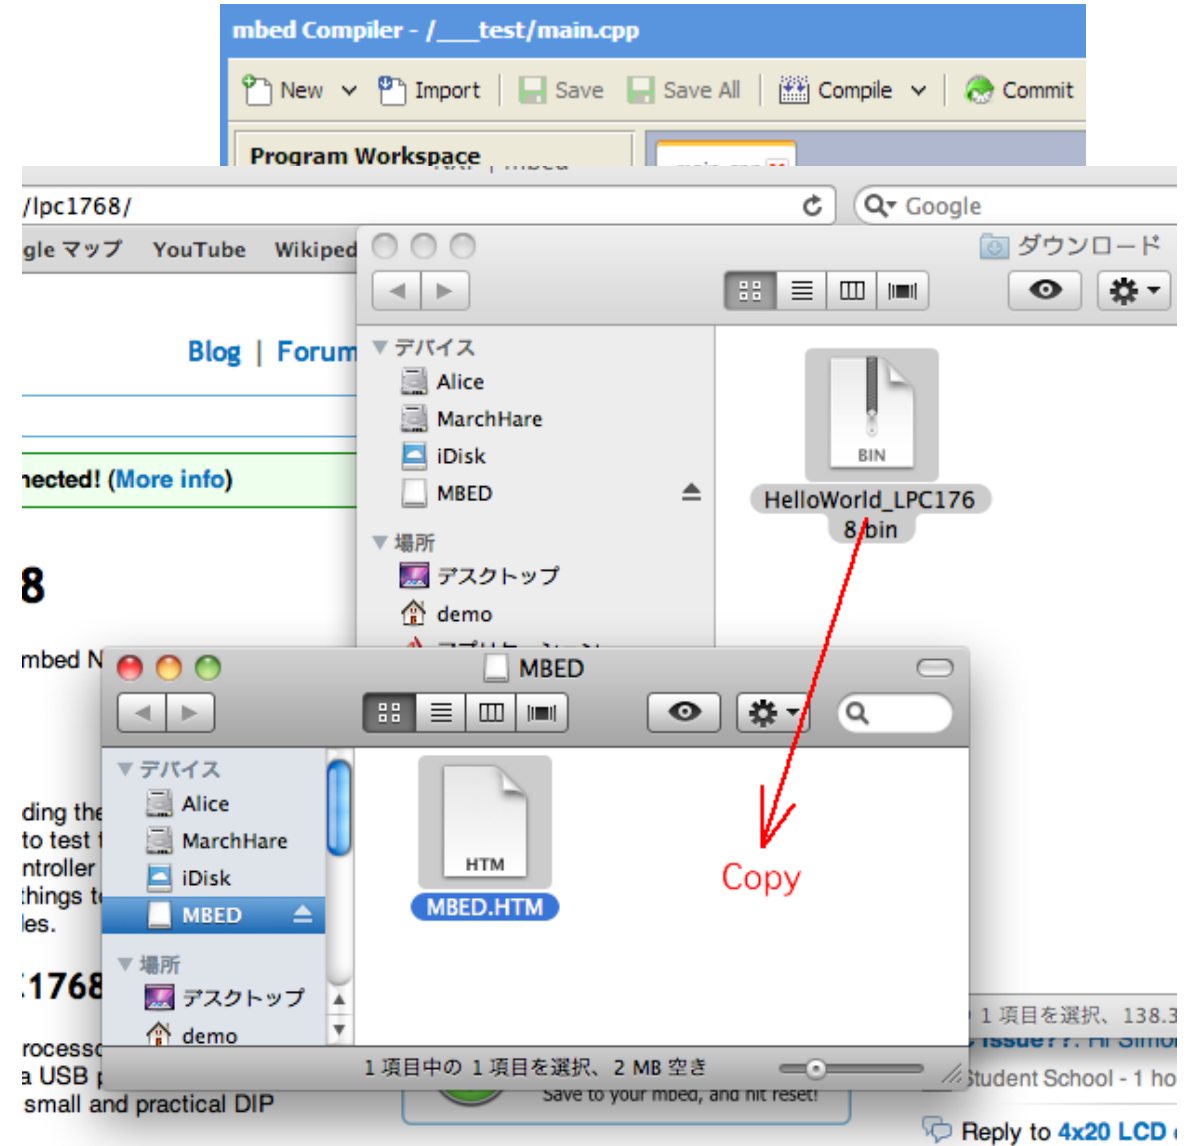 mbed Compiler - /___test/main.cpp
New Import Save Save All Compile Commit
Program Workspace
/lpc1768/
Google
gle マップ YouTube Wikiped
ダウンロード
Blog | Forum
デバイス
Alice
MarchHare
iDisk
MBED
場所
デスクトップ
demo
BIN
HelloWorld_LPC176
8.bin
nected! (More info)
8
mbed N
MBED
デバイス
Alice
MarchHare
iDisk
MBED
場所
デスクトップ
demo
HTM
MBED.HTM
Copy
1 項目中の 1 項目を選択、2 MB 空き
ding the
to test t
ntroller
things to
les.
1768
rocesso
a USB p
small and practical DIP
Save to your mbed, and hit reset!
1 項目を選択、138.3
Issue??. Hi Simon
Student School - 1 ho
Reply to 4x20 LCD